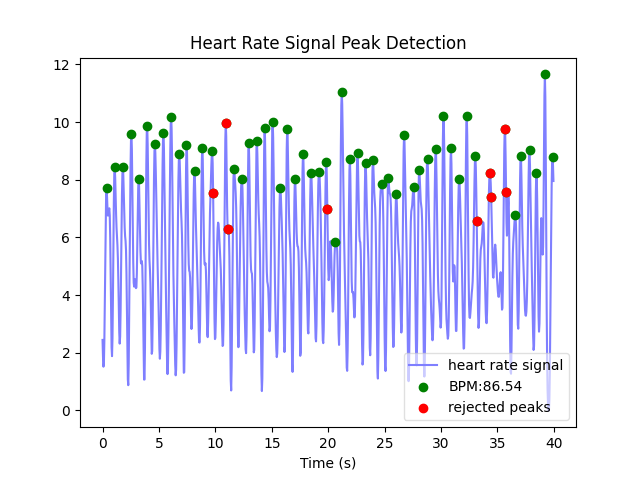 Heart Rate Signal Peak Detection
12
10
8
6
4
2
0
heart rate signal
BPM:86.54
rejected peaks
0 5 10 15 20 25 30 35 40
Time (s)